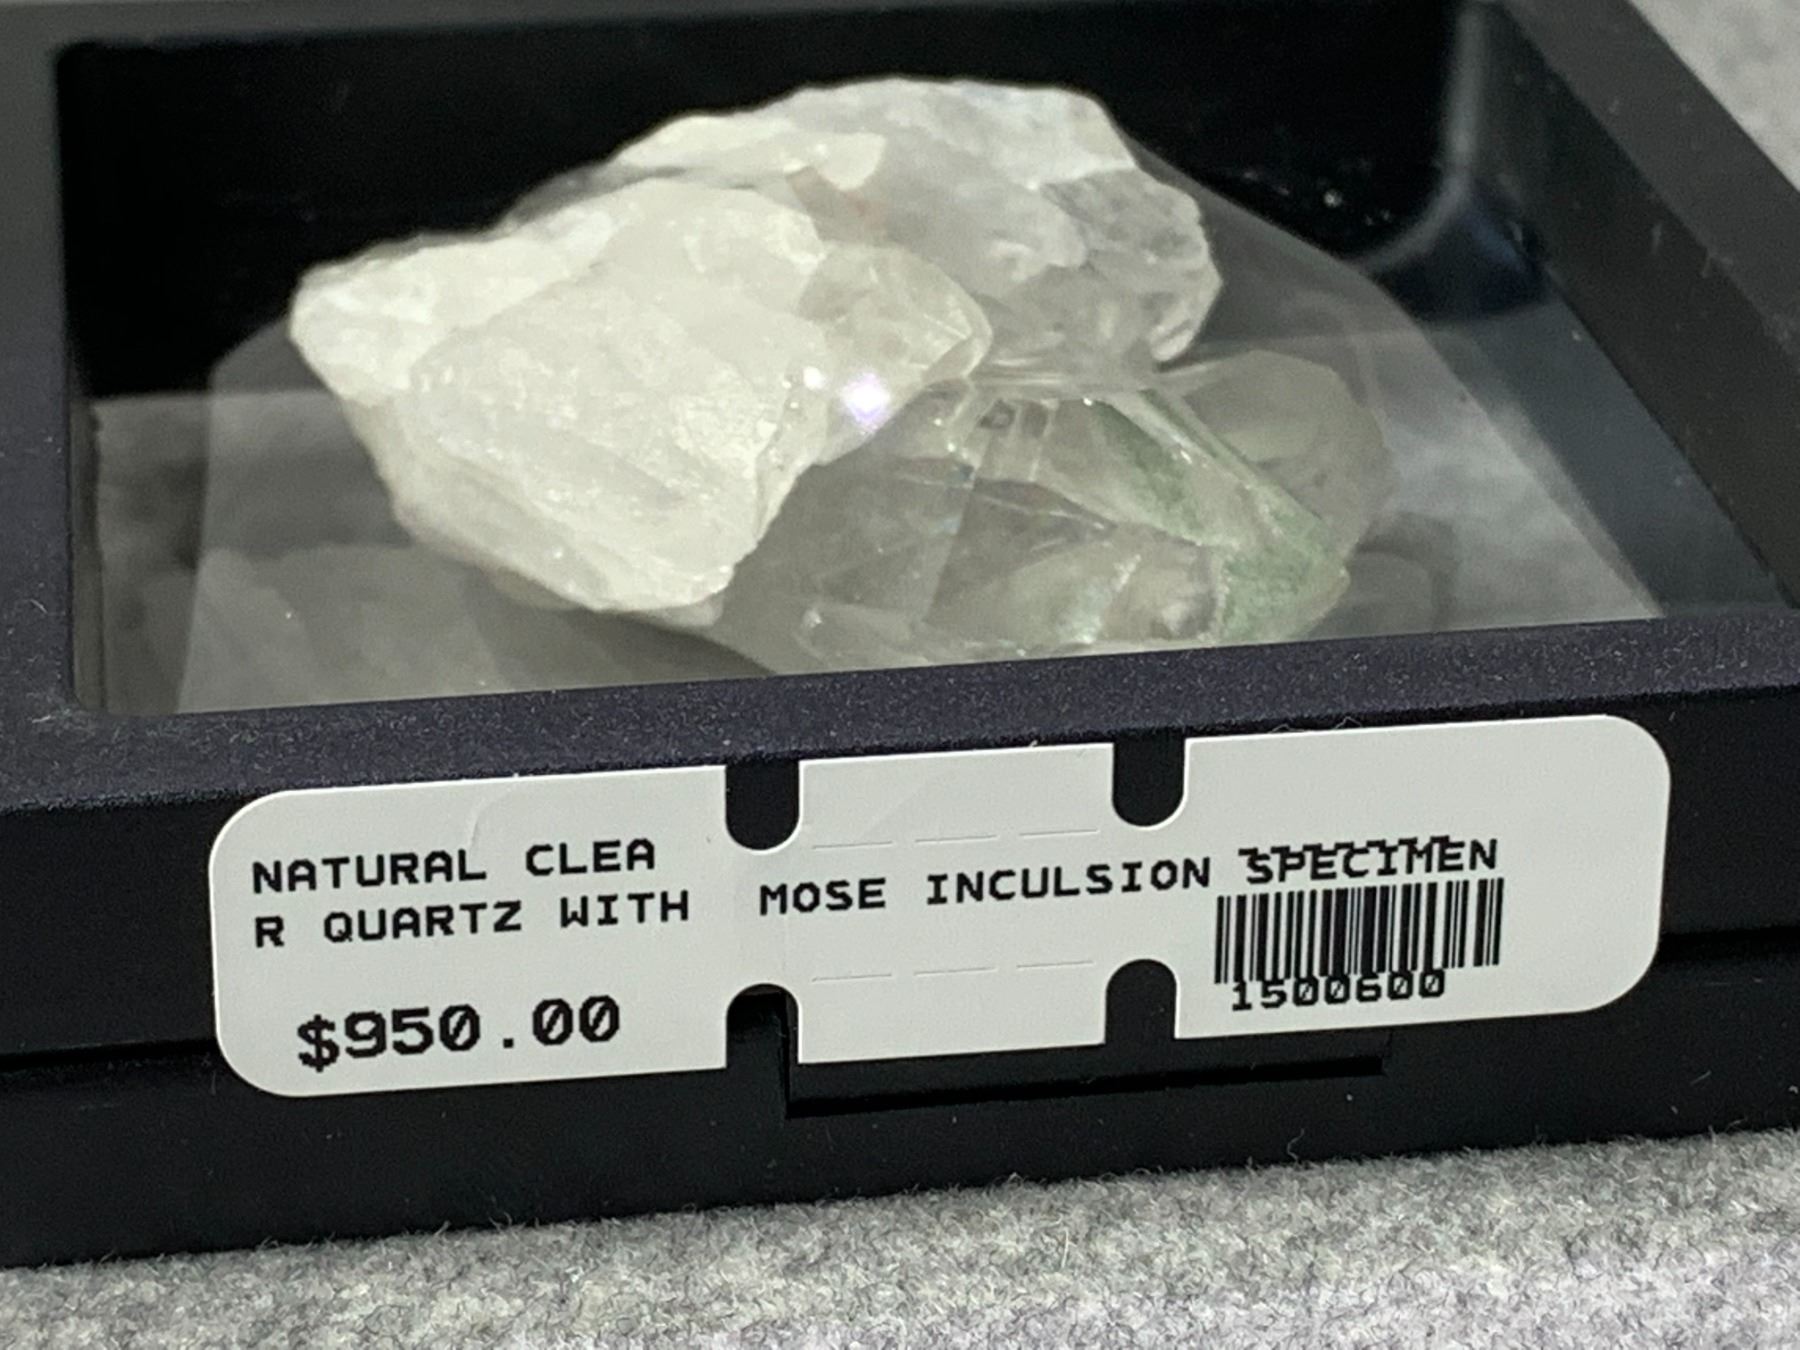 NATURAL CLEA
R QUARTZ WITH
$950.00
MOSE INCULSION SPECIMEN
1500600